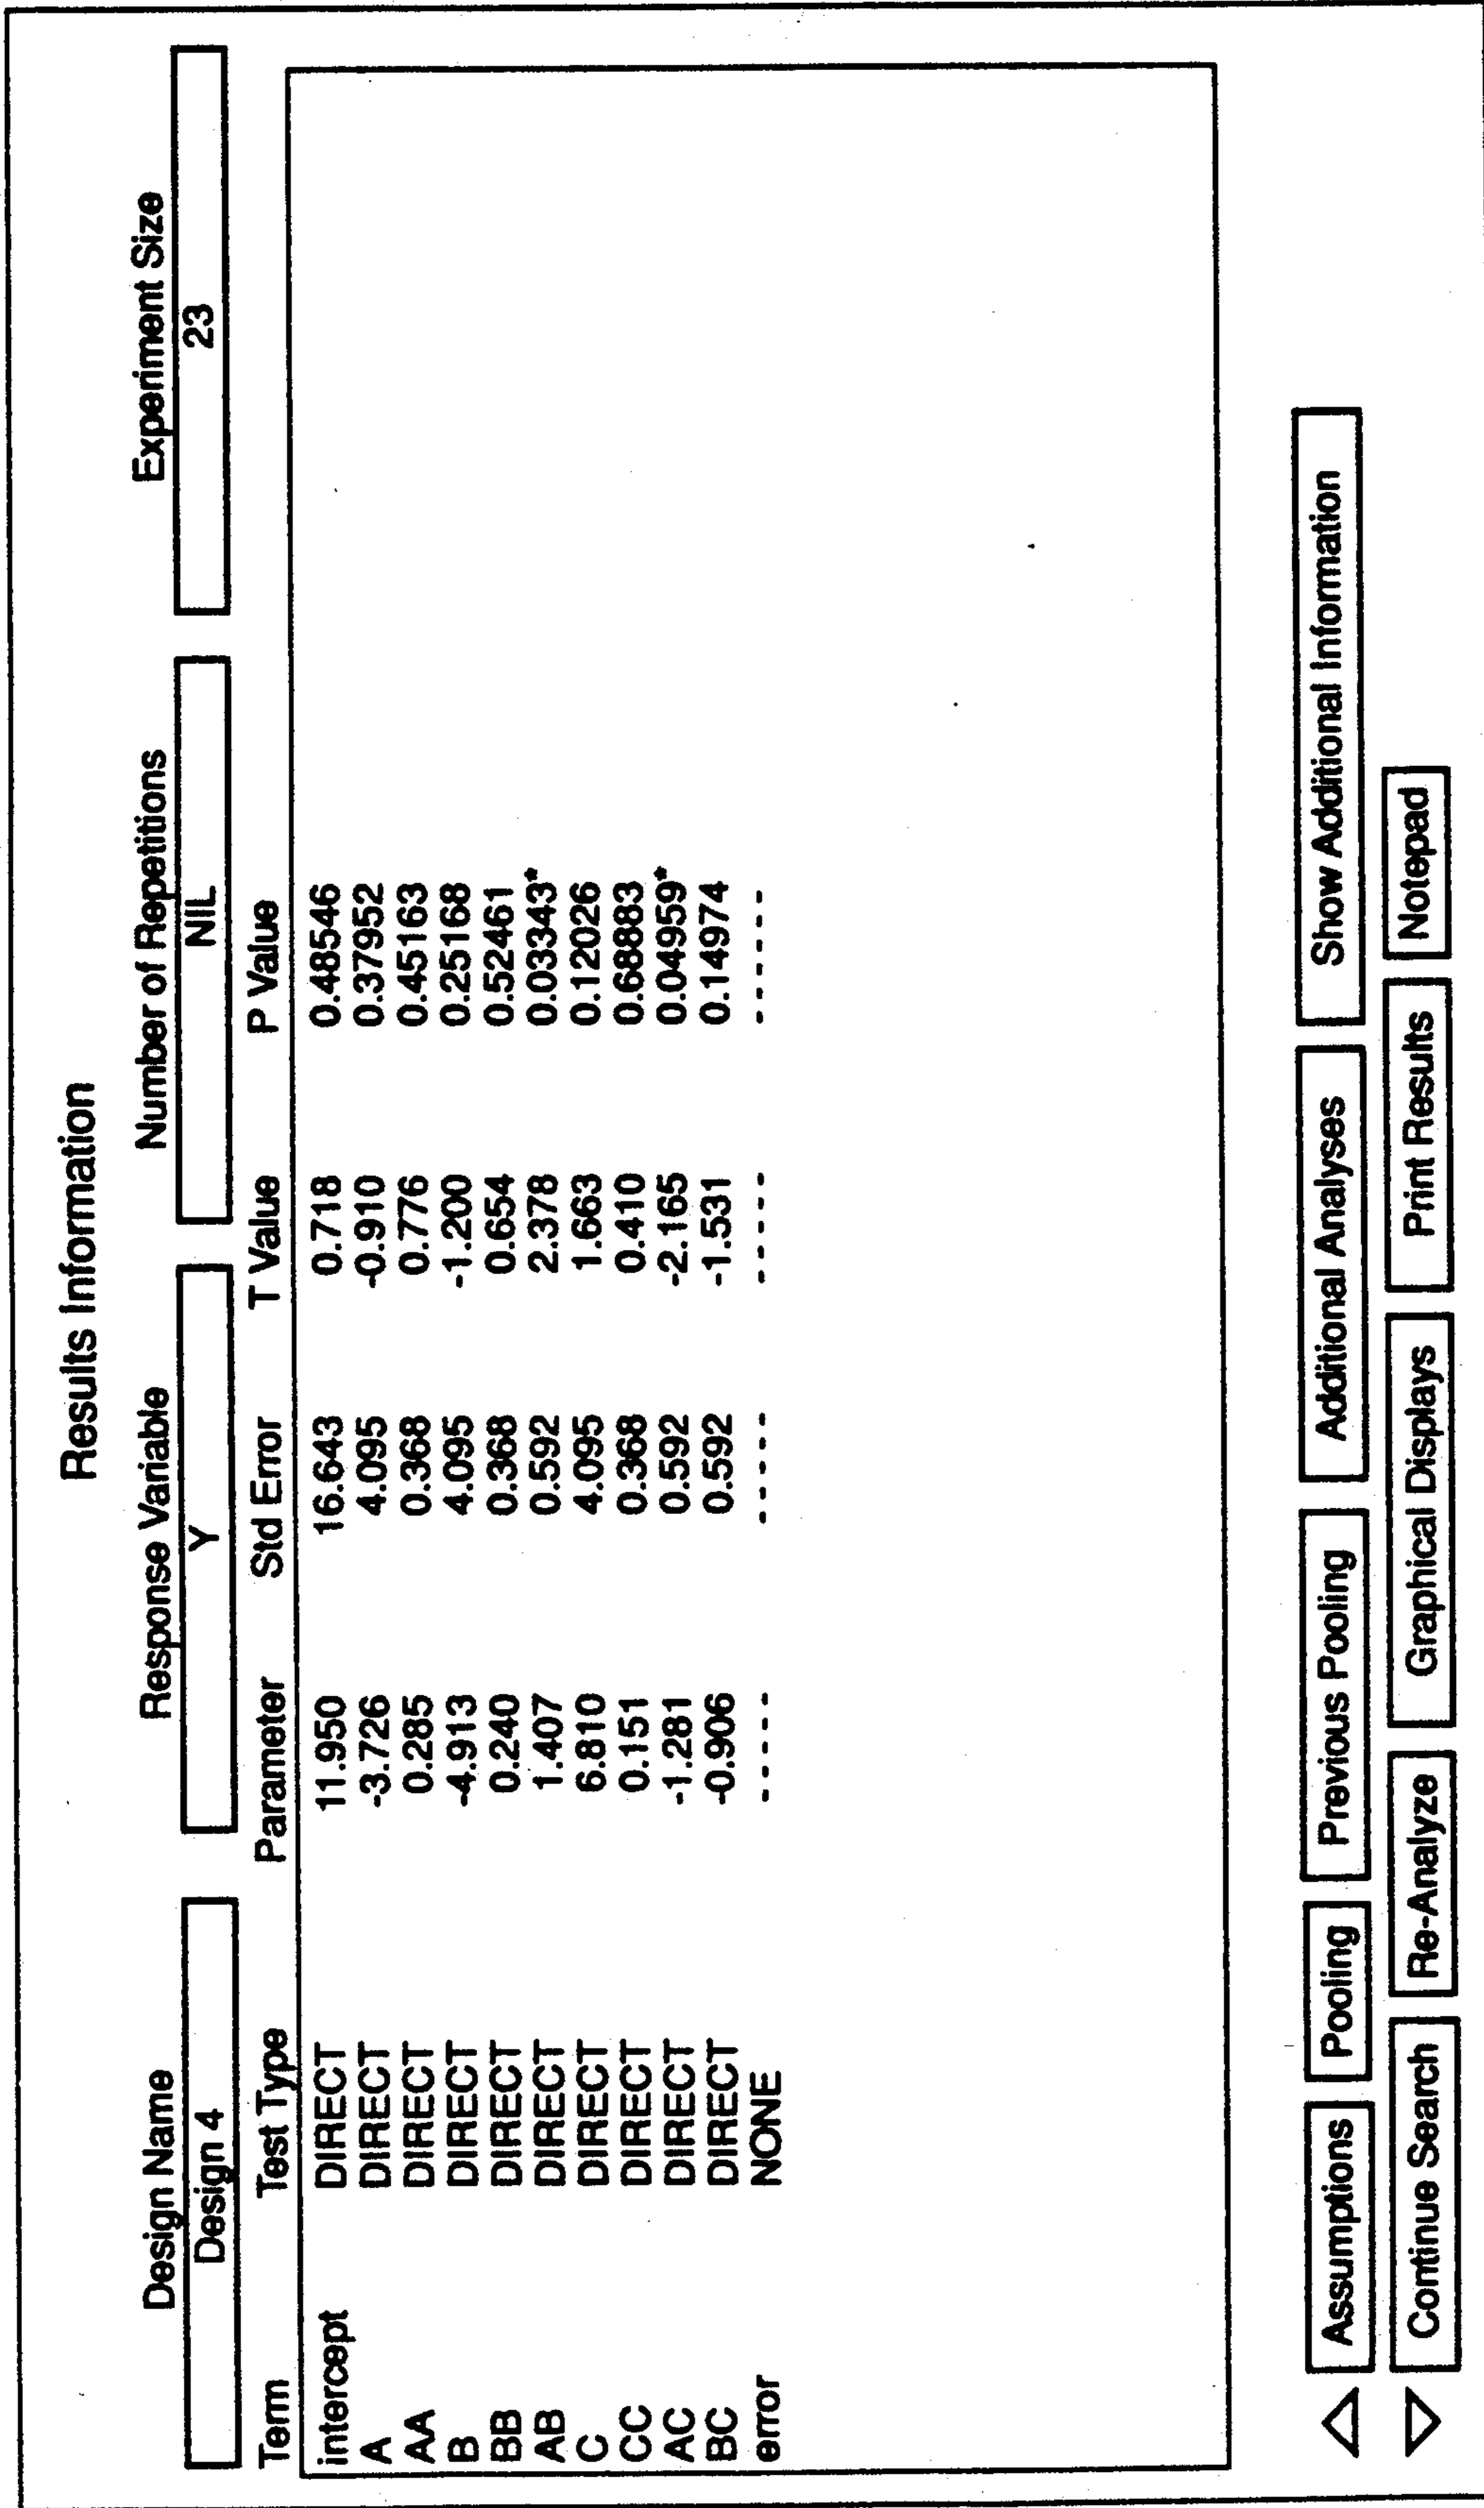 Results Information
Design Name Response Variable Number of Repetitions Experiment Size
Design 4 Y NIL 23
Term Test Type Parameter Std Error T Value P Value
intercept DIRECT 11.950 16.643 0.718 0.48546
A DIRECT -3.726 4.095 -0.910 0.37952
AA DIRECT 0.285 0.368 0.776 0.45163
B DIRECT -4.913 4.095 -1.200 0.25168
BB DIRECT 0.240 0.368 0.654 0.52461
AB DIRECT 1.407 0.592 2.378 0.03343*
C DIRECT 6.810 4.095 1.663 0.12026
CC DIRECT 0.151 0.368 0.410 0.68883
AC DIRECT -1.281 0.592 -2.165 0.04959*
BC DIRECT -0.906 0.592 -1.531 0.14974
error NONE ----- ----- ----- ------
Assumptions Pooling Previous Pooling Additional Analyses Show Additional Information
Continue Search Re-Analyze Graphical Displays Print Results Notepad